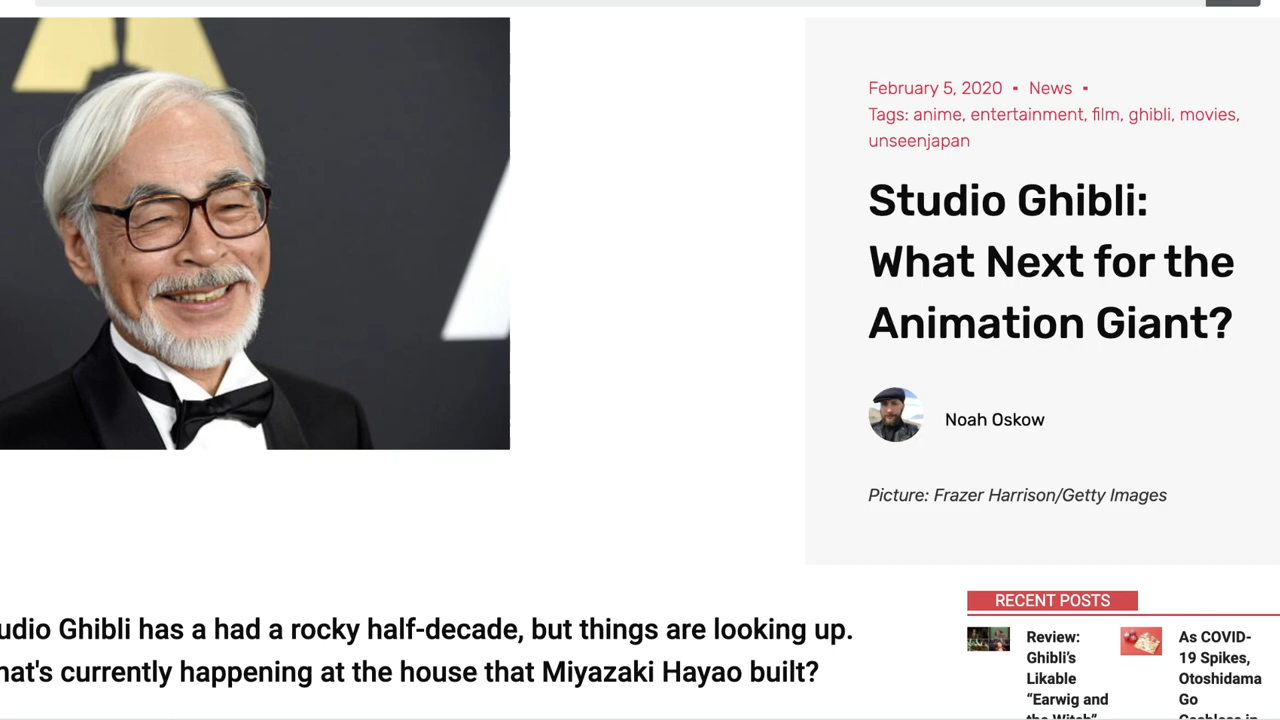 February 5, 2020 ▪ News ▪
Tags: anime, entertainment, film, ghibli, movies,
unseenjapan
Studio Ghibli:
What Next for the
Animation Giant?
Noah Oskow
Picture: Frazer Harrison/Getty Images
udio Ghibli has a had a rocky half-decade, but things are looking up.
hat's currently happening at the house that Miyazaki Hayao built?
RECENT POSTS
Review:
Ghibli’s
Likable
“Earwig and
the Witch”
As COVID-
19 Spikes,
Otoshidama
Go
Cashless in